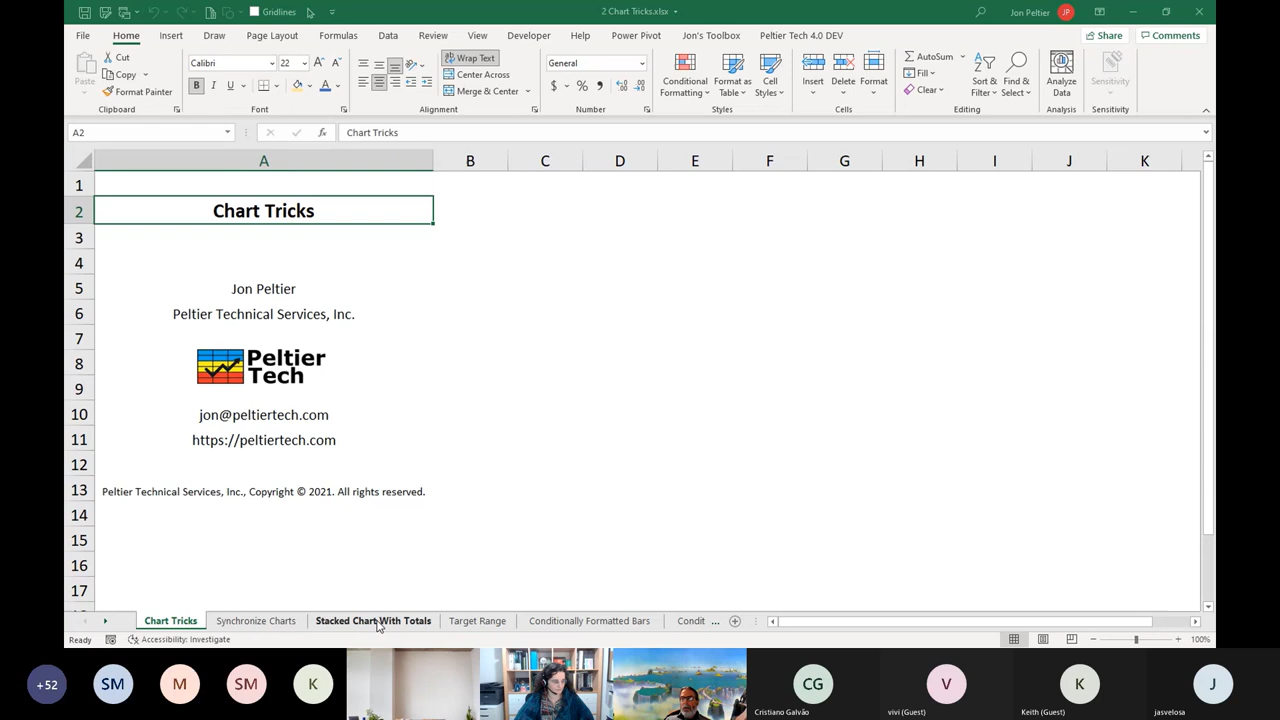 Gridlines
2 Chart Tricks.xlsx
Jon Peltier
JP
File
Home
Insert
Draw
Page Layout
Formulas
Data
Review
View
Developer
Help
Power Pivot
Jon's Toolbox
Peltier Tech 4.0 DEV
Share
Comments
Paste
Cut
Copy
Format Painter
Clipboard
Calibri
22
B
I
U
Font
Wrap Text
Center Across
Merge & Center
Alignment
General
$
%
Number
Conditional Formatting
Format as Table
Cell Styles
Styles
Insert
Delete
Format
Cells
AutoSum
Fill
Clear
Sort & Filter
Find & Select
Editing
Analyze Data
Analysis
Sensitivity
Sensitivity
A2
fx
Chart Tricks
A B C D E F G H I J K
1
2 Chart Tricks
3
4
5 Jon Peltier
6 Peltier Technical Services, Inc.
7
8 Peltier
9 Tech
10 jon@peltiertech.com
11 https://peltiertech.com
12
13 Peltier Technical Services, Inc., Copyright © 2021. All rights reserved.
14
15
16
17
Chart Tricks
Synchronize Charts
Stacked Chart With Totals
Target Range
Conditionally Formatted Bars
Condit ...
Ready
Accessibility: Investigate
100%
+52
SM
M
SM
K
CG
Cristiano Galvão
V
vivi (Guest)
K
Keith (Guest)
J
jasvelosa